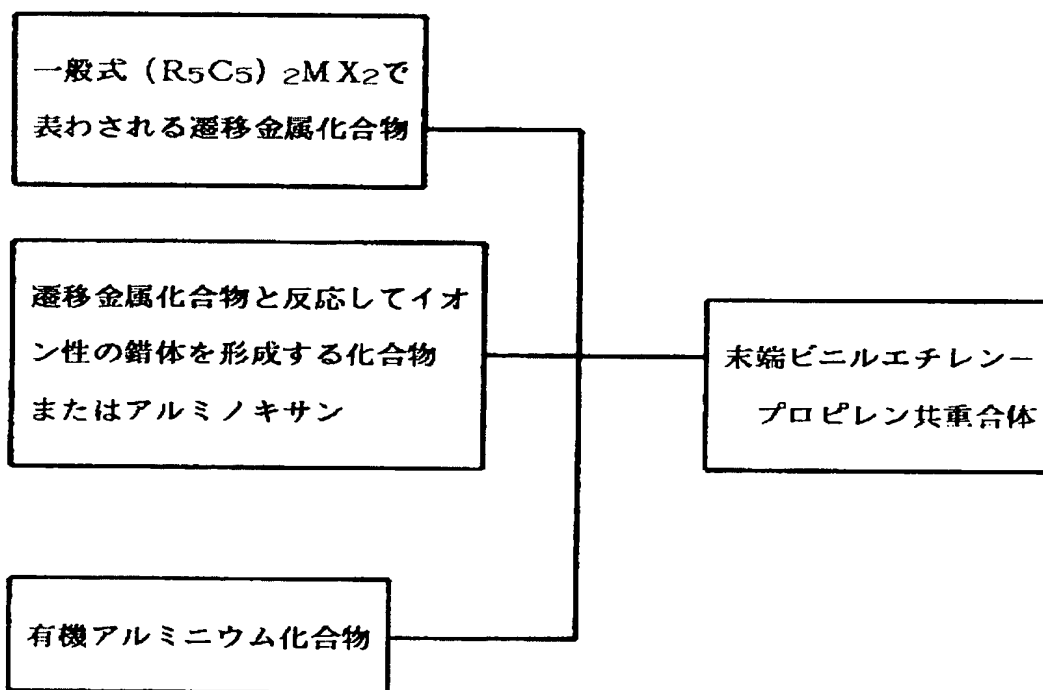 一般式（R5C5）2MX2で
表わされる遷移金属化合物
遷移金属化合物と反応してイオ
ン性の錯体を形成する化合物
またはアルミノキサン
有機アルミニウム化合物
末端ビニルエチレン－
プロピレン共重合体